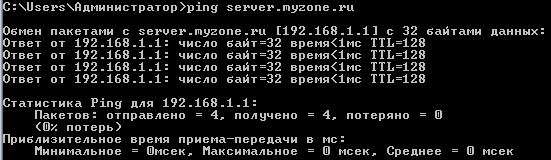 C:\Users\Администратор>ping server.myzone.ru
Обмен пакетами с server.myzone.ru [192.168.1.1] с 32 байтами данных:
Ответ от 192.168.1.1: число байт=32 время<1мс TTL=128
Ответ от 192.168.1.1: число байт=32 время<1мс TTL=128
Ответ от 192.168.1.1: число байт=32 время<1мс TTL=128
Ответ от 192.168.1.1: число байт=32 время<1мс TTL=128
Статистика Ping для 192.168.1.1:
Пакетов: отправлено = 4, получено = 4, потеряно = 0
(0% потерь)
Приблизительное время приема-передачи в мс:
Минимальное = 0мсек, Максимальное = 0 мсек, Среднее = 0 мсек